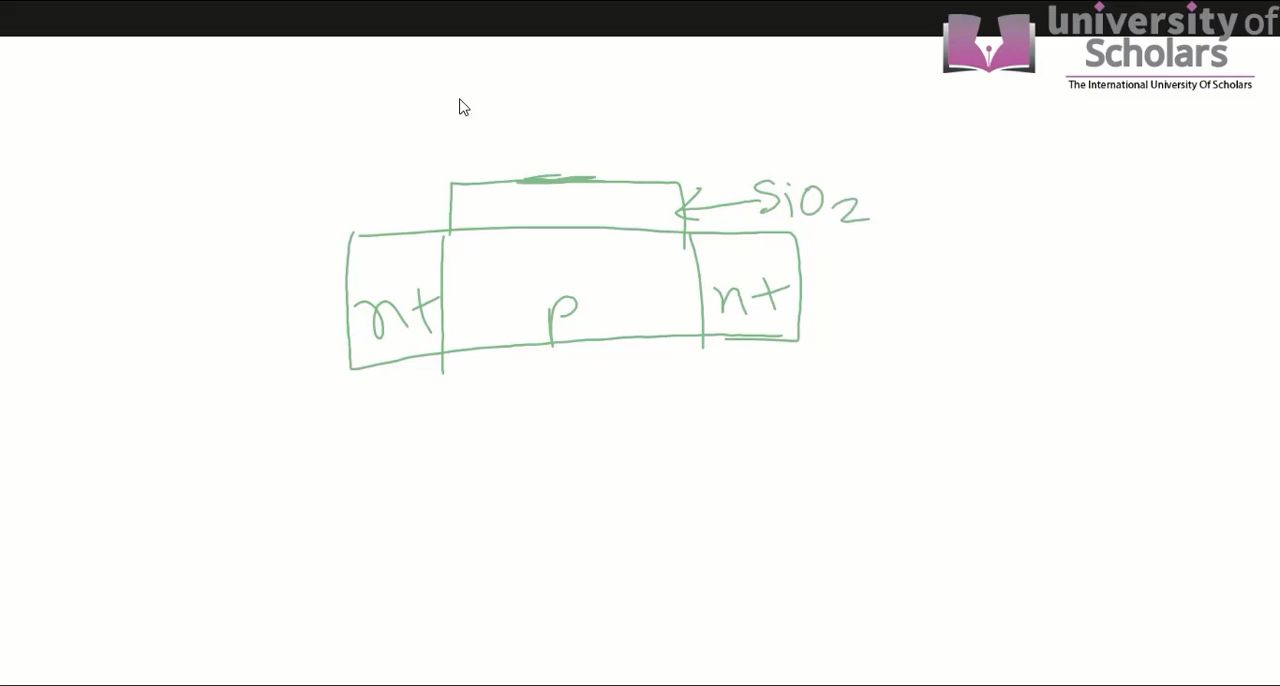 University of
Scholars
The International University Of Scholars
SiO2
n+
p
n+